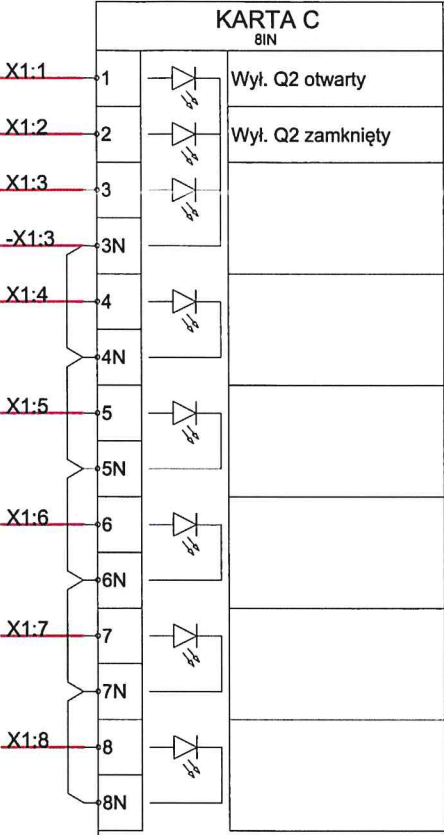 KARTA C
8IN
X1:1 1 Wył. Q2 otwarty
X1:2 2 Wył. Q2 zamknięty
X1:3 3
-X1:3 3N
X1:4 4
4N
X1:5 5
5N
X1:6 6
6N
X1:7 7
7N
X1:8 8
8N